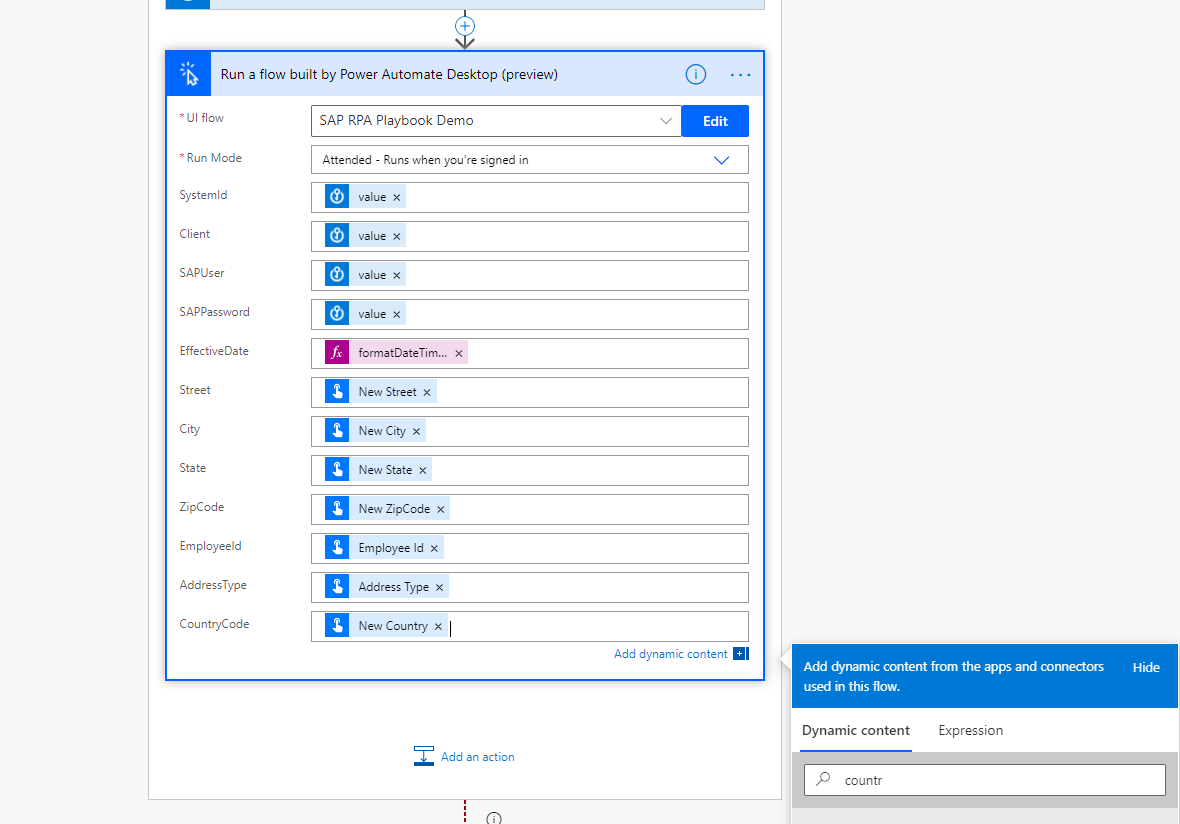 Run a flow built by Power Automate Desktop (preview)
* UI flow
SAP RPA Playbook Demo
Edit
* Run Mode
Attended - Runs when you're signed in
SystemId
value ×
Client
value ×
SAPUser
value ×
SAPPassword
value ×
EffectiveDate
fx formatDateTim... ×
Street
New Street ×
City
New City ×
State
New State ×
ZipCode
New ZipCode ×
EmployeeId
Employee Id ×
AddressType
Address Type ×
CountryCode
New Country ×
Add dynamic content
Add an action
Add dynamic content from the apps and connectors
used in this flow.
Hide
Dynamic content Expression
countr